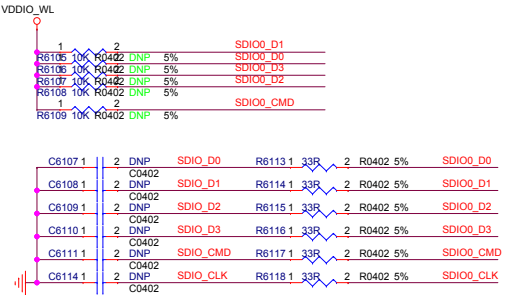 VDDIO_WL
1 2 SDIO0_D1
R6105 10K R0402 DNP 5% SDIO0_D0
R6106 10K R0402 DNP 5% SDIO0_D3
R6107 10K R0402 DNP 5% SDIO0_D2
R6108 10K R0402 DNP 5%
1 2 SDIO0_CMD
R6109 10K R0402 DNP 5%
C6107 1 2 DNP SDIO_D0 R6113 1 33R 2 R0402 5% SDIO0_D0
C0402
C6108 1 2 DNP SDIO_D1 R6114 1 33R 2 R0402 5% SDIO0_D1
C0402
C6109 1 2 DNP SDIO_D2 R6115 1 33R 2 R0402 5% SDIO0_D2
C0402
C6110 1 2 DNP SDIO_D3 R6116 1 33R 2 R0402 5% SDIO0_D3
C0402
C6111 1 2 DNP SDIO_CMD R6117 1 33R 2 R0402 5% SDIO0_CMD
C0402
C6114 1 2 DNP SDIO_CLK R6118 1 33R 2 R0402 5% SDIO0_CLK
C0402